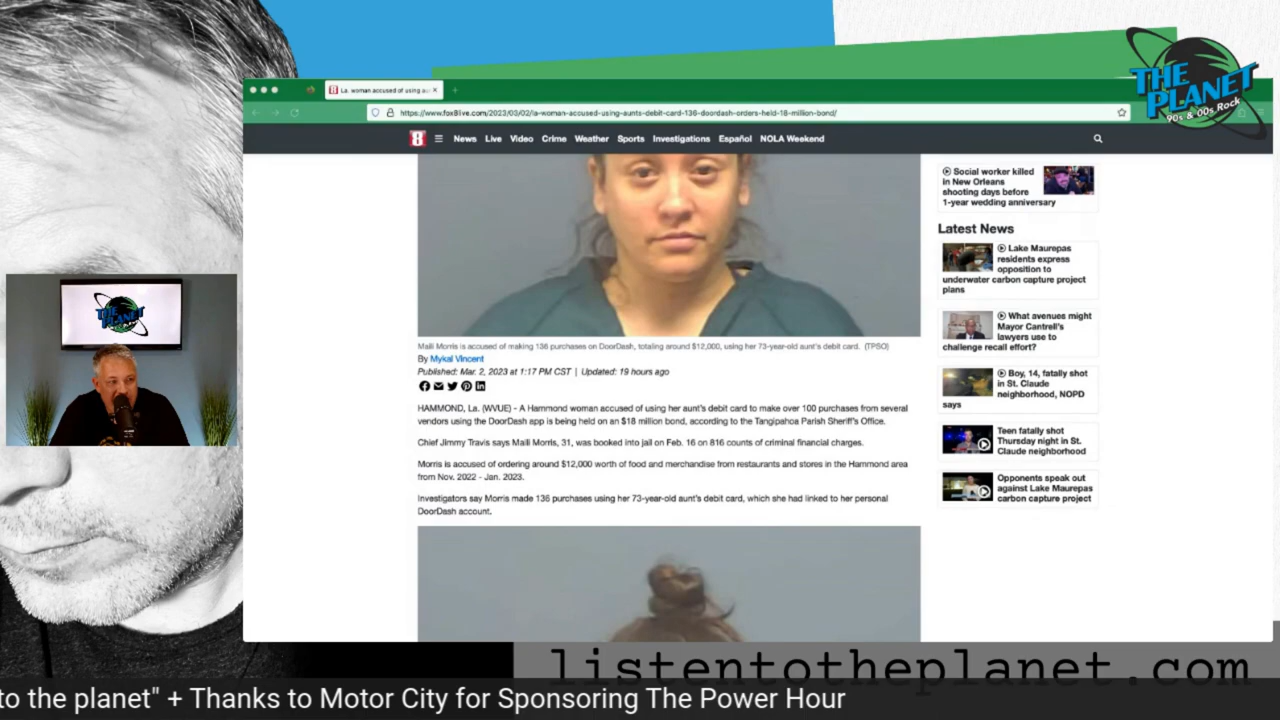 THE PLANET
90s & 00s Rock
La. woman accused of using au
https://www.fox8live.com/2023/03/02/la-woman-accused-using-aunts-debit-card-136-doordash-orders-held-18-million-bond/
8 News Live Video Crime Weather Sports Investigations Español NOLA Weekend
Social worker killed
in New Orleans
shooting days before
1-year wedding anniversary
Latest News
Lake Maurepas
residents express
opposition to
underwater carbon capture project
plans
What avenues might
Mayor Cantrell's
lawyers use to
challenge recall effort?
Boy, 14, fatally shot
in St. Claude
neighborhood, NOPD
says
Teen fatally shot
Thursday night in St.
Claude neighborhood
Opponents speak out
against Lake Maurepas
carbon capture project
THE PLANET
Maili Morris is accused of making 136 purchases on DoorDash, totaling around $12,000, using her 73-year-old aunt's debit card. (TPSO)
By Mykal Vincent
Published: Mar. 2, 2023 at 1:17 PM CST | Updated: 19 hours ago
HAMMOND, La. (WVUE) - A Hammond woman accused of using her aunt's debit card to make over 100 purchases from several
vendors using the DoorDash app is being held on an $18 million bond, according to the Tangipahoa Parish Sheriff's Office.
Chief Jimmy Travis says Maili Morris, 31, was booked into jail on Feb. 16 on 816 counts of criminal financial charges.
Morris is accused of ordering around $12,000 worth of food and merchandise from restaurants and stores in the Hammond area
from Nov. 2022 - Jan. 2023.
Investigators say Morris made 136 purchases using her 73-year-old aunt's debit card, which she had linked to her personal
DoorDash account.
listentotheplanet.com
to the planet" + Thanks to Motor City for Sponsoring The Power Hour